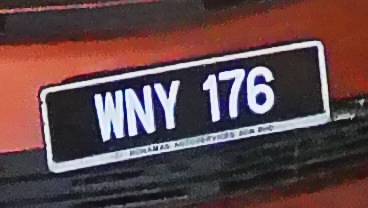 WNY 176
AUTOSERVICES SDN BHD